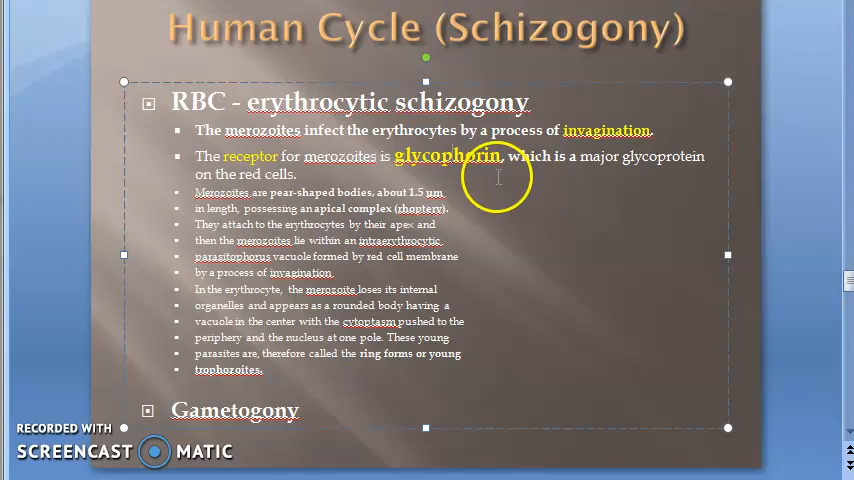 Human Cycle (Schizogony)
RBC - erythrocytic schizogony
The merozoites infect the erythrocytes by a process of invagination.
The receptor for merozoites is glycophorin, which is a major glycoprotein
on the red cells.
Merozoites are pear-shaped bodies, about 1.5 μm
in length, possessing an apical complex (rhoptery).
They attach to the erythrocytes by their apex and
then the merozoites lie within an intraerythrocytic
parasitophorus vacuole formed by red cell membrane
by a process of invagination
In the erythrocyte, the merozoite loses its internal
organelles and appears as a rounded body having a
vacuole in the center with the cytoptasm pushed to the
periphery and the nucleus at one pole. These young
parasites are, therefore called the ring forms or young
trophozoites.
Gametogony
RECORDED WITH
SCREENCAST MATIC